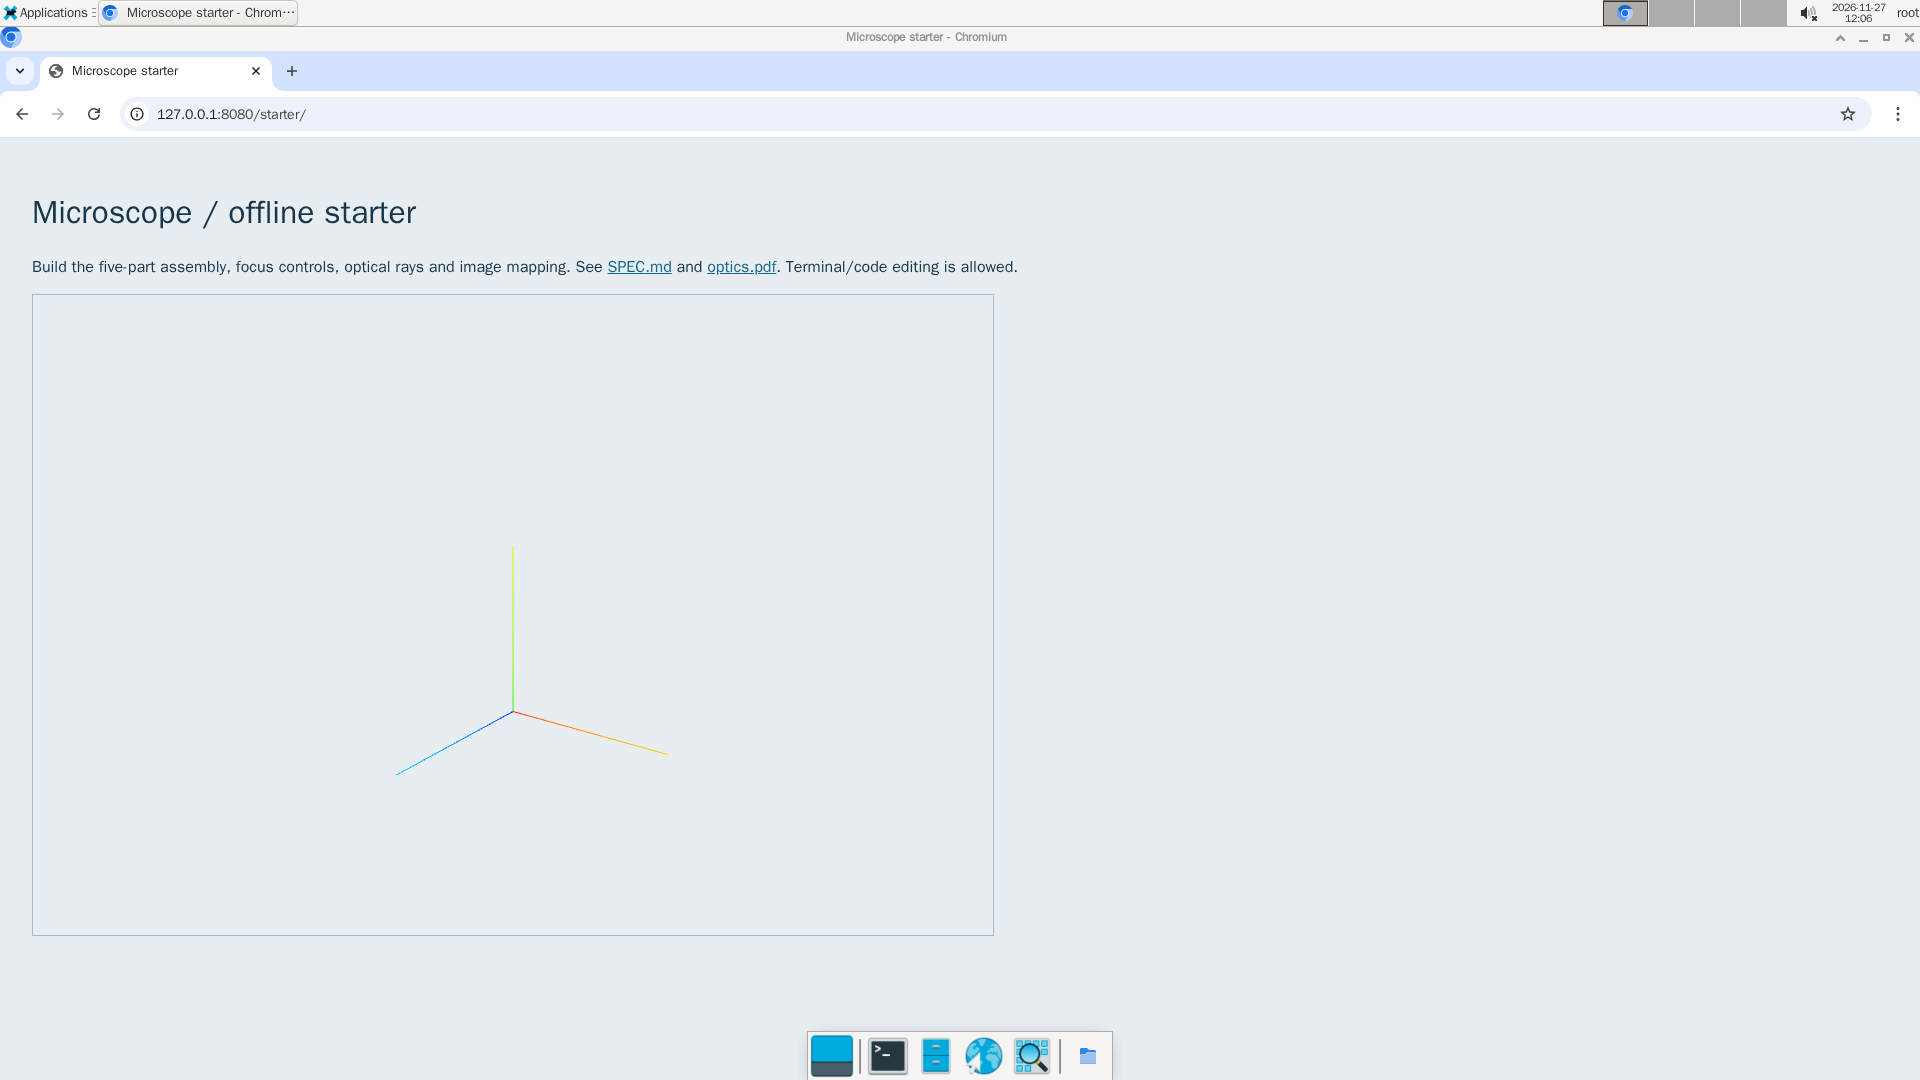 Applications
Microscope starter - Chrom···
2026-11-27
12:06
root
Microscope starter - Chromium
Microscope starter
127.0.0.1:8080/starter/
Microscope / offline starter
Build the five-part assembly, focus controls, optical rays and image mapping. See SPEC.md and optics.pdf. Terminal/code editing is allowed.